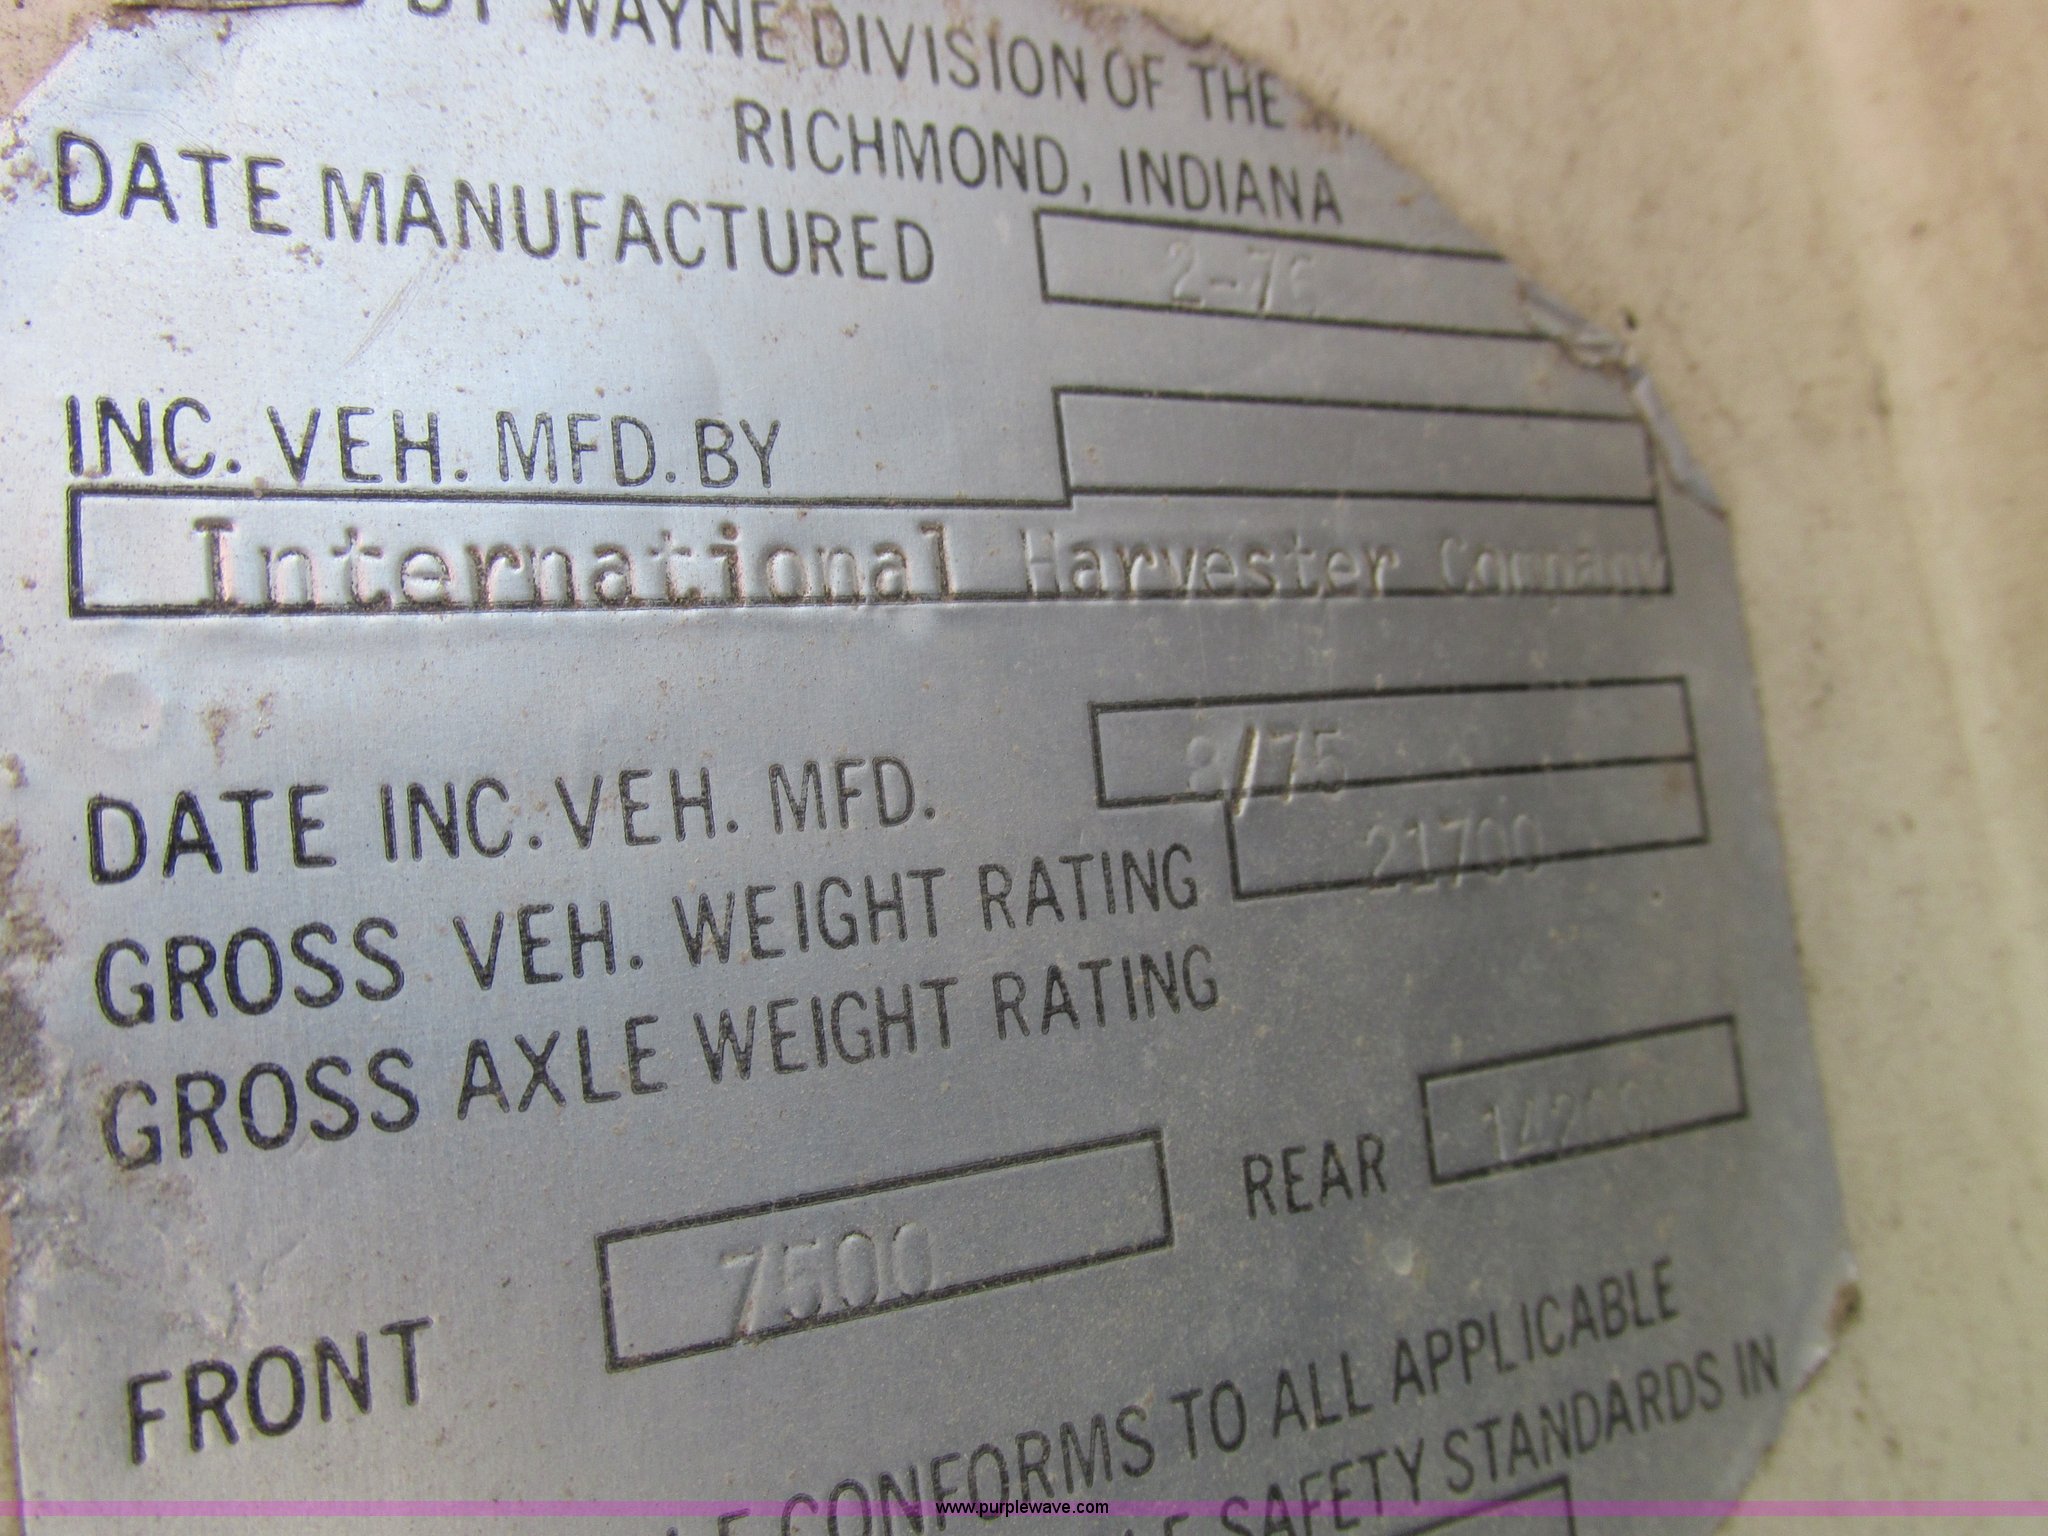 BY WAYNE DIVISION OF THE
RICHMOND, INDIANA
DATE MANUFACTURED 2-76
INC. VEH. MFD. BY
International Harvester Company
DATE INC. VEH. MFD. 8/75
GROSS VEH. WEIGHT RATING 21700
GROSS AXLE WEIGHT RATING
FRONT 7500 REAR
CONFORMS TO ALL APPLICABLE
SAFETY STANDARDS IN
www.purplewave.com